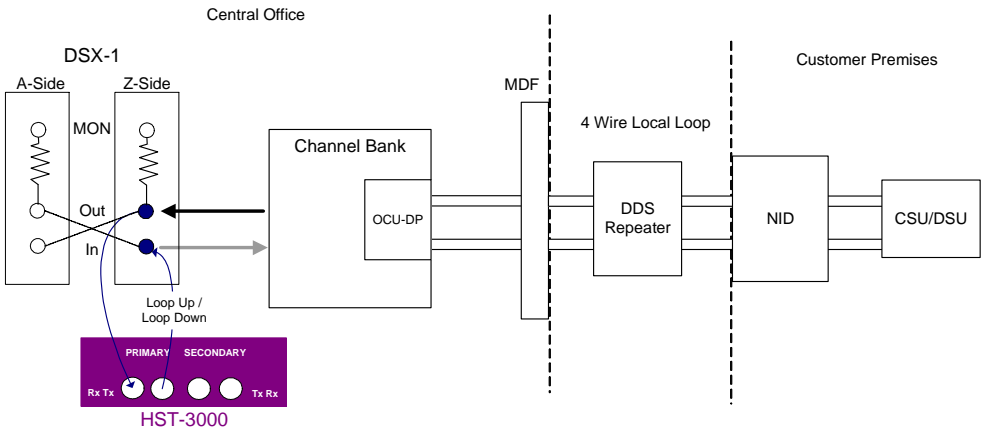 Central Office
DSX-1
A-Side
Z-Side
MON
Out
In
Loop Up /
Loop Down
Channel Bank
OCU-DP
MDF
4 Wire Local Loop
DDS
Repeater
Customer Premises
NID
CSU/DSU
PRIMARY
SECONDARY
Rx Tx
Tx Rx
HST-3000